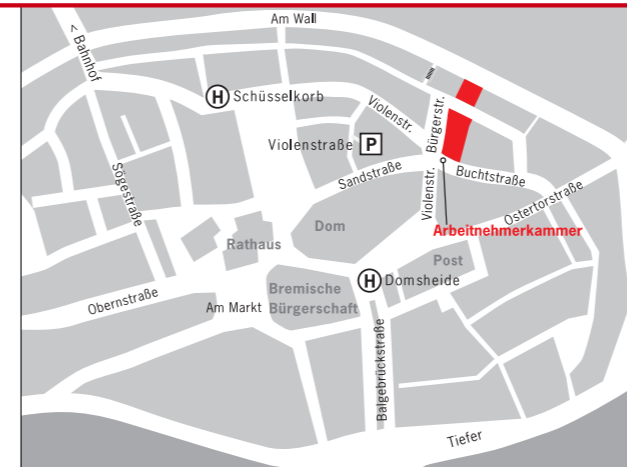 Am Wall
< Bahnhof
H Schüsselkorb
Violenstr.
Bürgerstr.
Violenstraße P
Sandstraße
Buchtstraße
Sögestraße
Violenstr.
Ostertorstraße
Dom
Arbeitnehmerkammer
Rathaus
Post
H Domsheide
Obernstraße
Am Markt
Bremische
Bürgerschaft
Balgebrückstraße
Tiefer